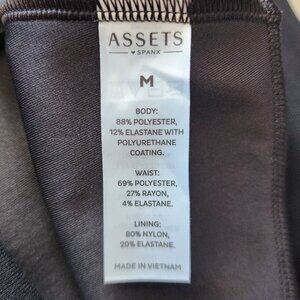 ASSETS
♥ SPANX
M
BODY:
88% POLYESTER,
12% ELASTANE WITH
POLYURETHANE
COATING.
WAIST:
69% POLYESTER,
27% RAYON,
4% ELASTANE.
LINING:
80% NYLON,
20% ELASTANE.
MADE IN VIETNAM